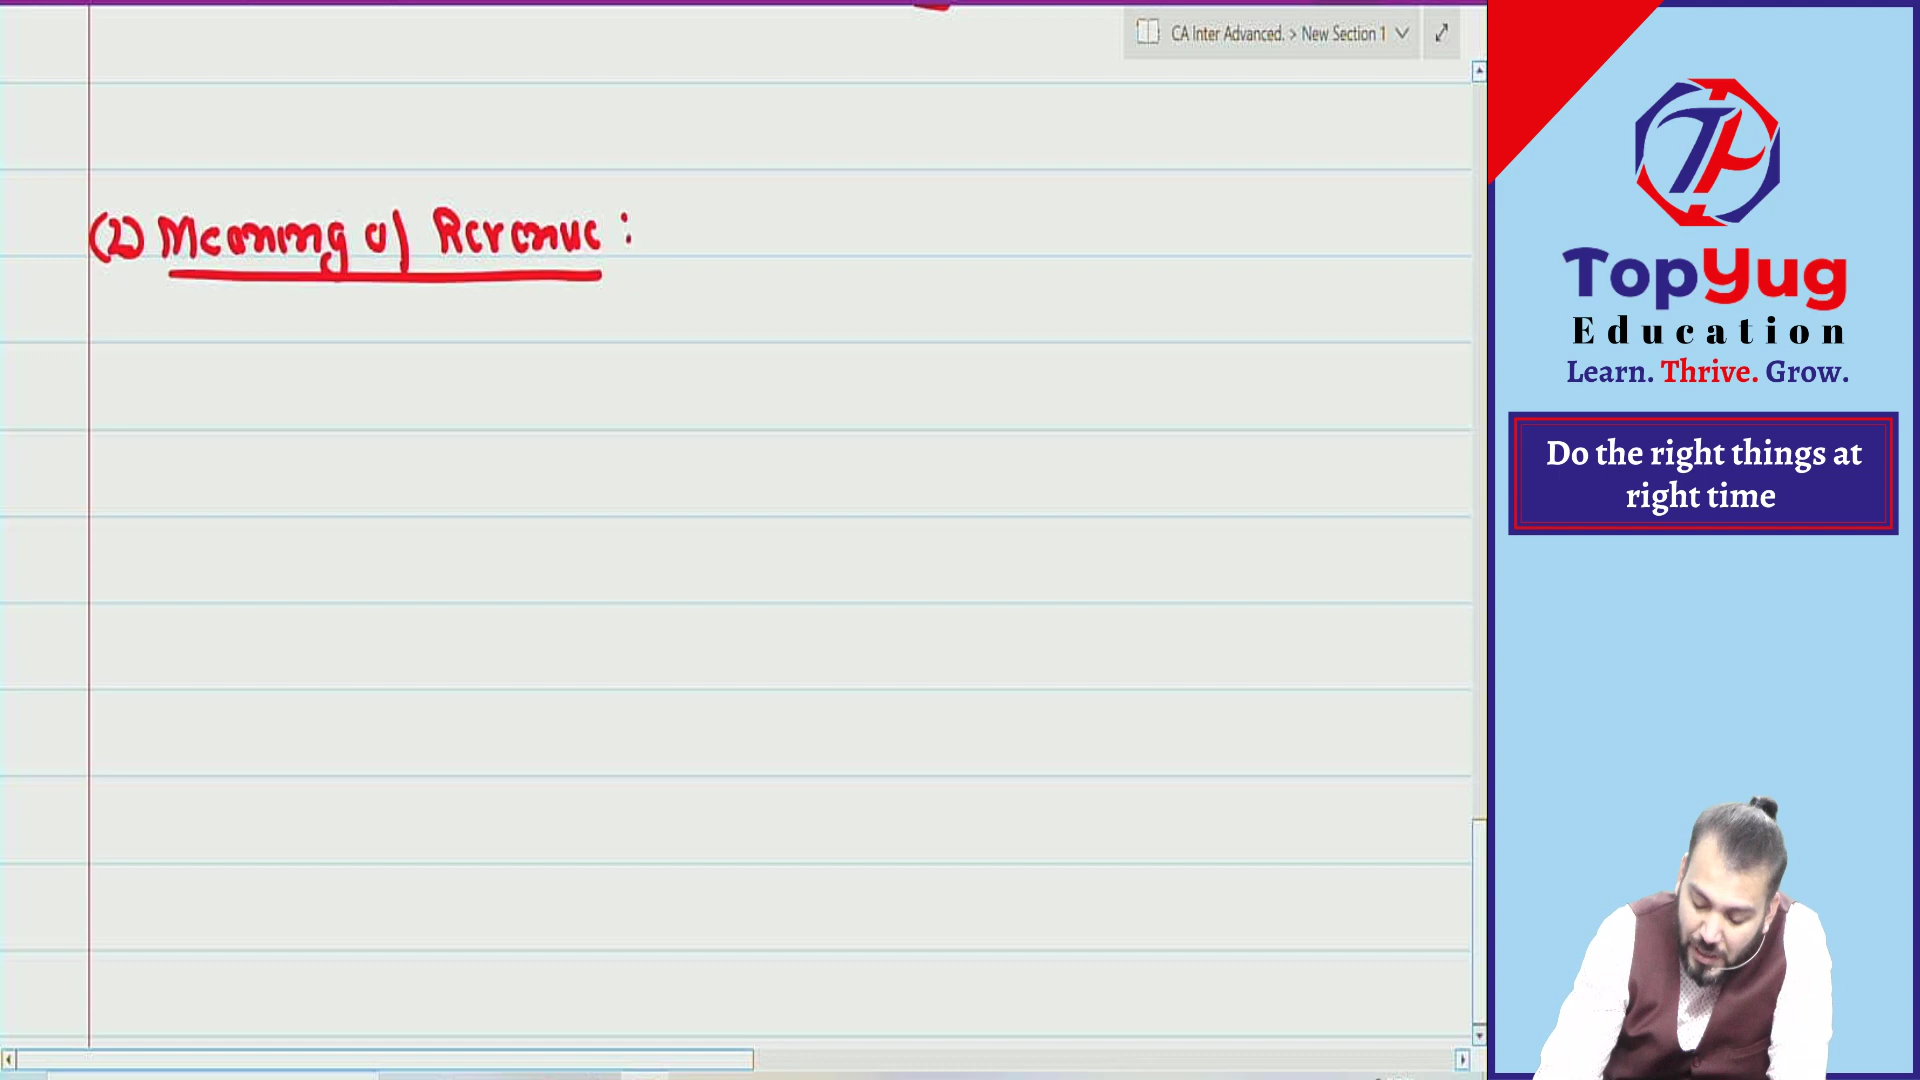 CA Inter Advanced. > New Section 1
(2) Meaning of Revenue :
TopYug
Education
Learn. Thrive. Grow.
Do the right things at
right time